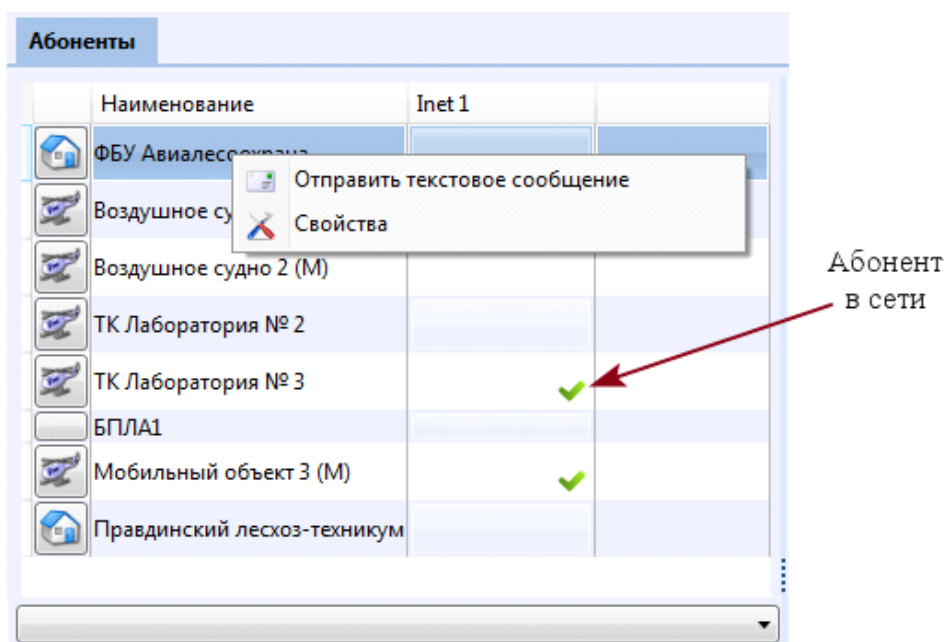 Абоненты
Наименование Inet 1
ФБУ Авиалесоохрана
Отправить текстовое сообщение
Воздушное су
Свойства
Воздушное судно 2 (М)
Абонент
в сети
ТК Лаборатория № 2
ТК Лаборатория № 3
БПЛА1
Мобильный объект 3 (М)
Правдинский лесхоз-техникум